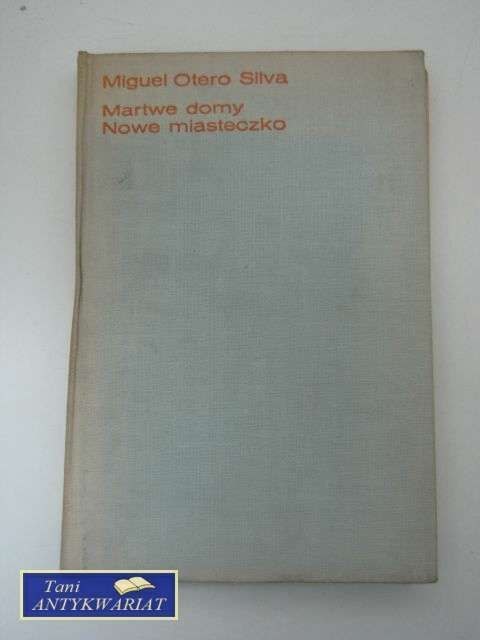 Miguel Otero Silva
Martwe domy
Nowe miasteczko
Tani
ANTYKWARIAT